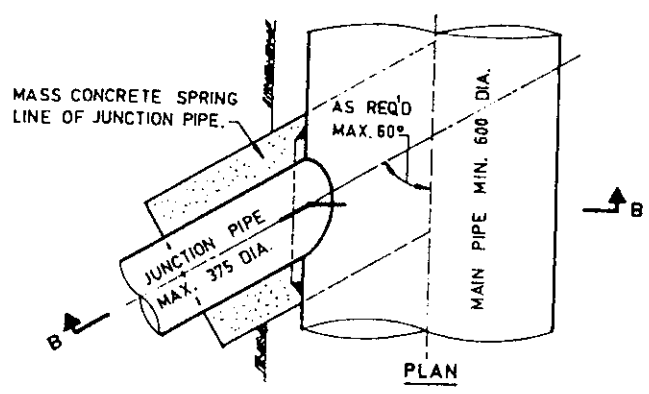 MASS CONCRETE SPRING
LINE OF JUNCTION PIPE.
AS REQ'D
MAX. 60°
MAIN PIPE MIN. 600 DIA.
B
JUNCTION PIPE
MAX. 375 DIA.
B
PLAN